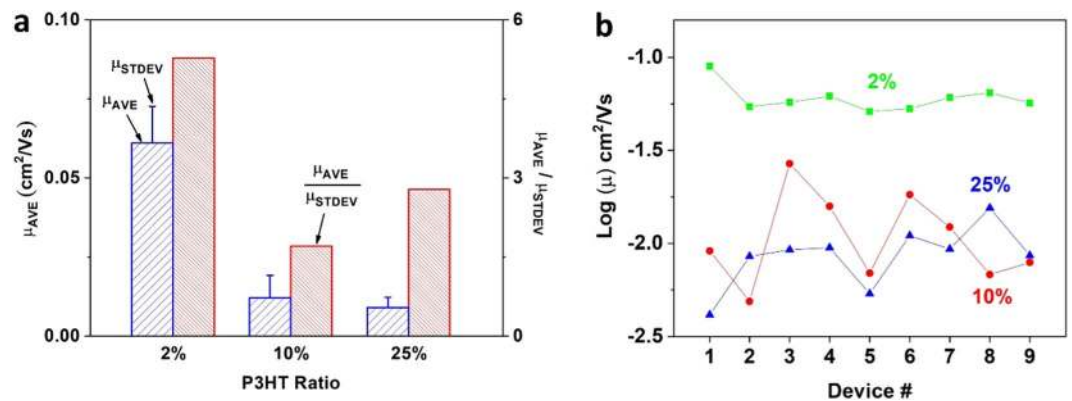 a
0.10
0.05
0.00
μAVE (cm²/Vs)
μSTDEV
μAVE
μAVE
μSTDEV
6
3
0
μAVE / μSTDEV
2%
10%
25%
P3HT Ratio
b
-1.0
-1.5
-2.0
-2.5
Log (μ) cm²/Vs
2%
25%
10%
1 2 3 4 5 6 7 8 9
Device #